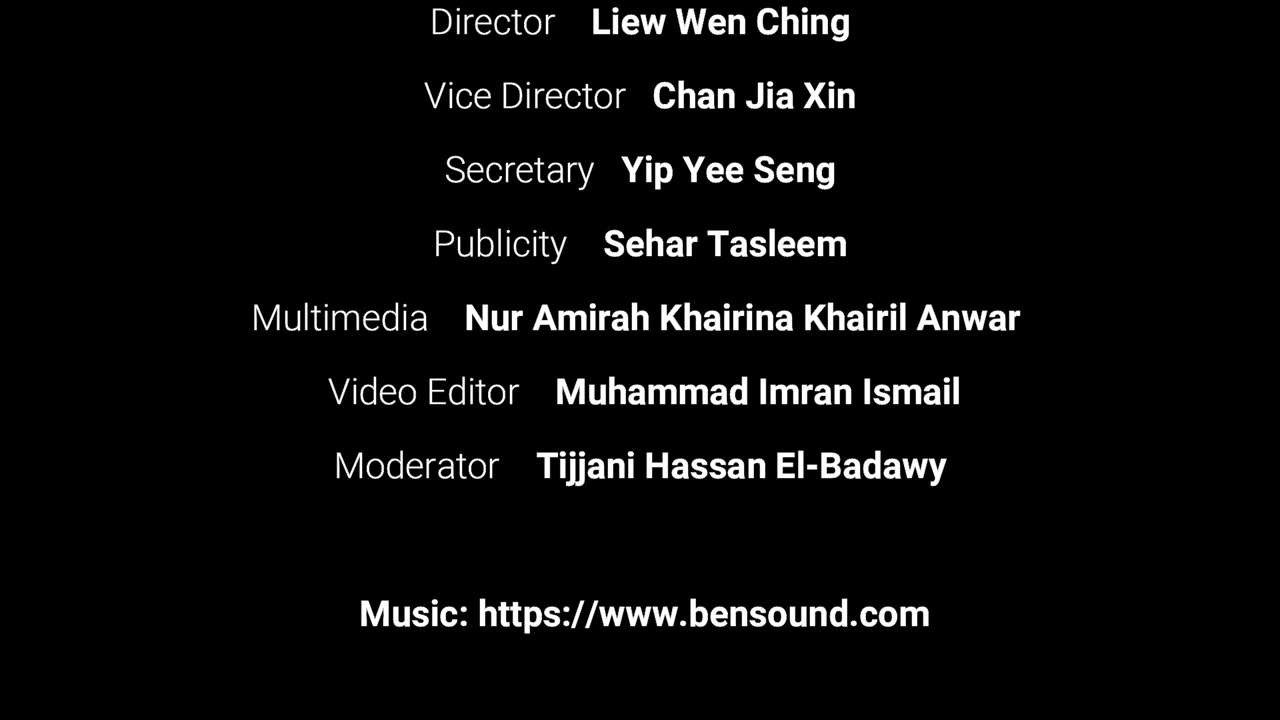 Director Liew Wen Ching
Vice Director Chan Jia Xin
Secretary Yip Yee Seng
Publicity Sehar Tasleem
Multimedia Nur Amirah Khairina Khairil Anwar
Video Editor Muhammad Imran Ismail
Moderator Tijjani Hassan El-Badawy
Music: https://www.bensound.com